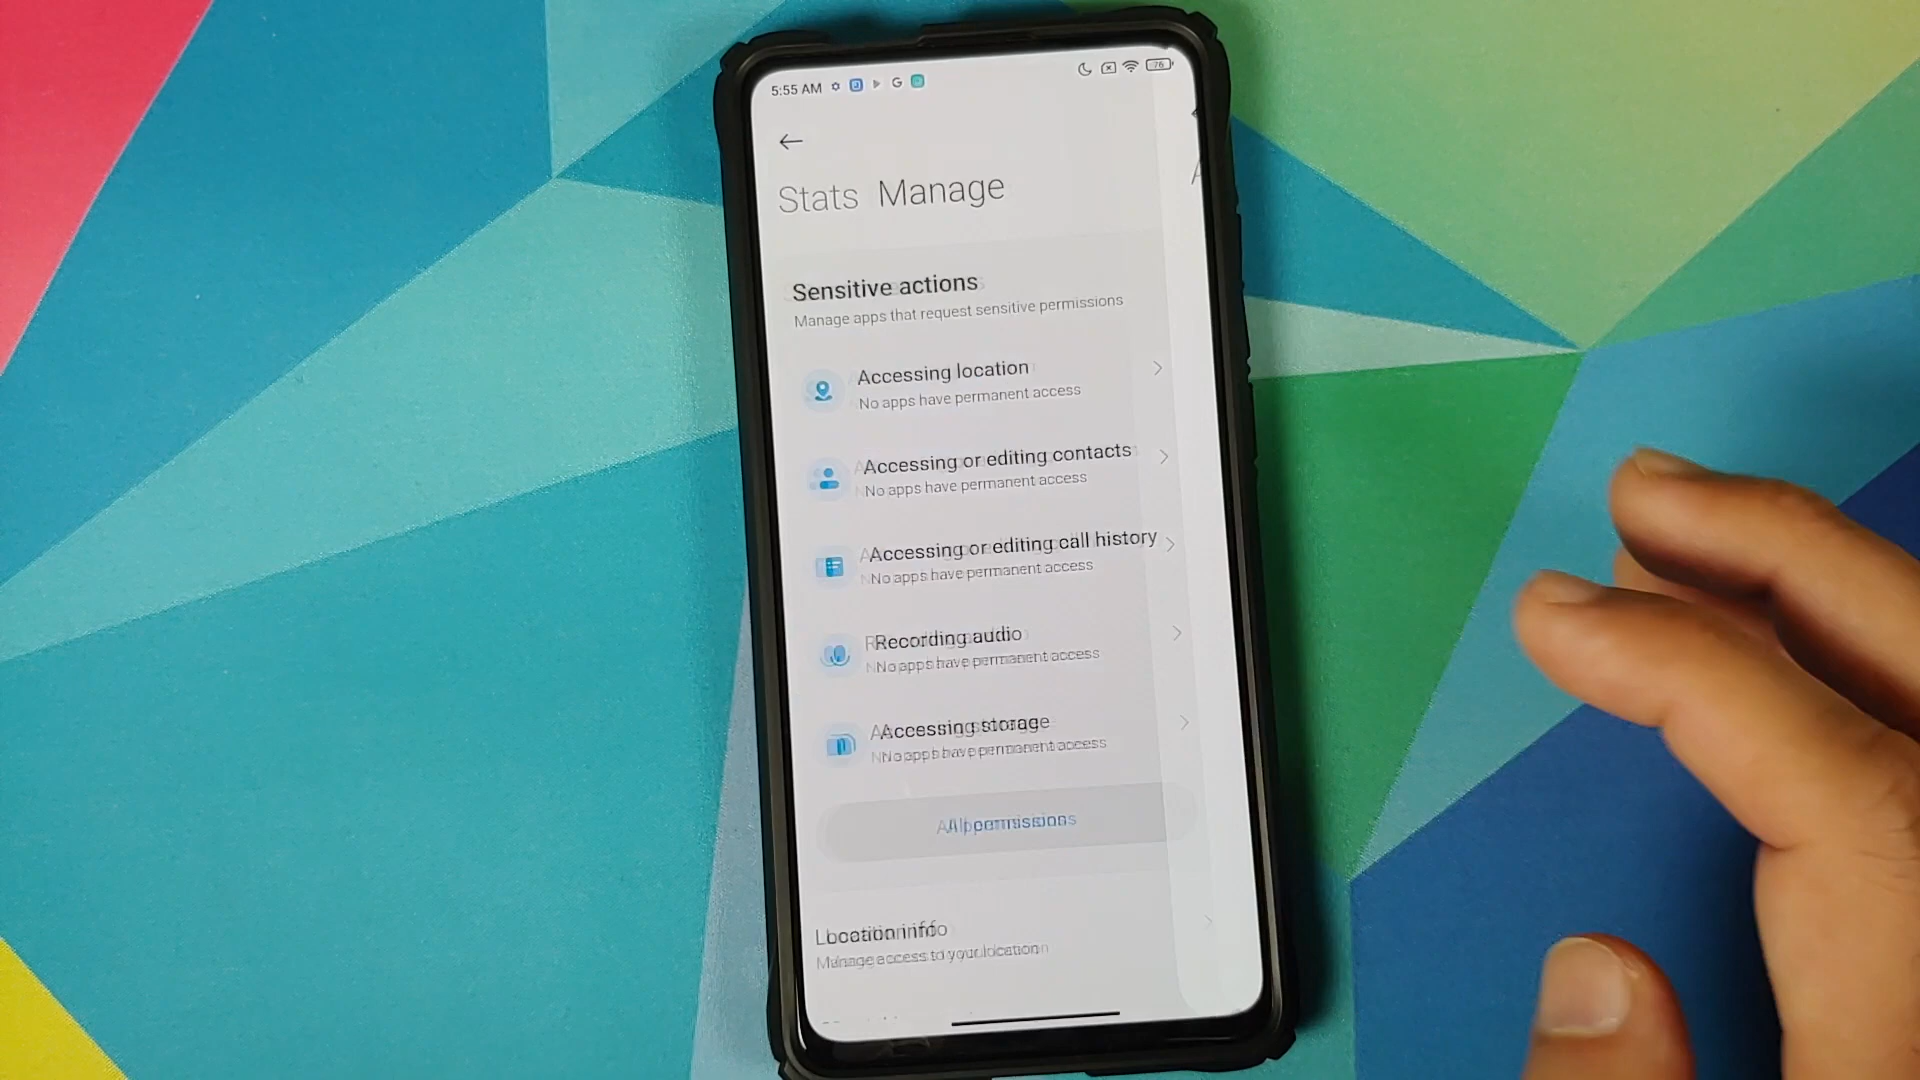 5:55 AM G 76
Stats Manage
Sensitive actions
Manage apps that request sensitive permissions
Accessing location
No apps have permanent access
Accessing or editing contacts
No apps have permanent access
Accessing or editing call history
No apps have permanent access
Recording audio
No apps have permanent access
Accessing storage
No apps have permanent access
All permissions
Location info
Manage access to your location